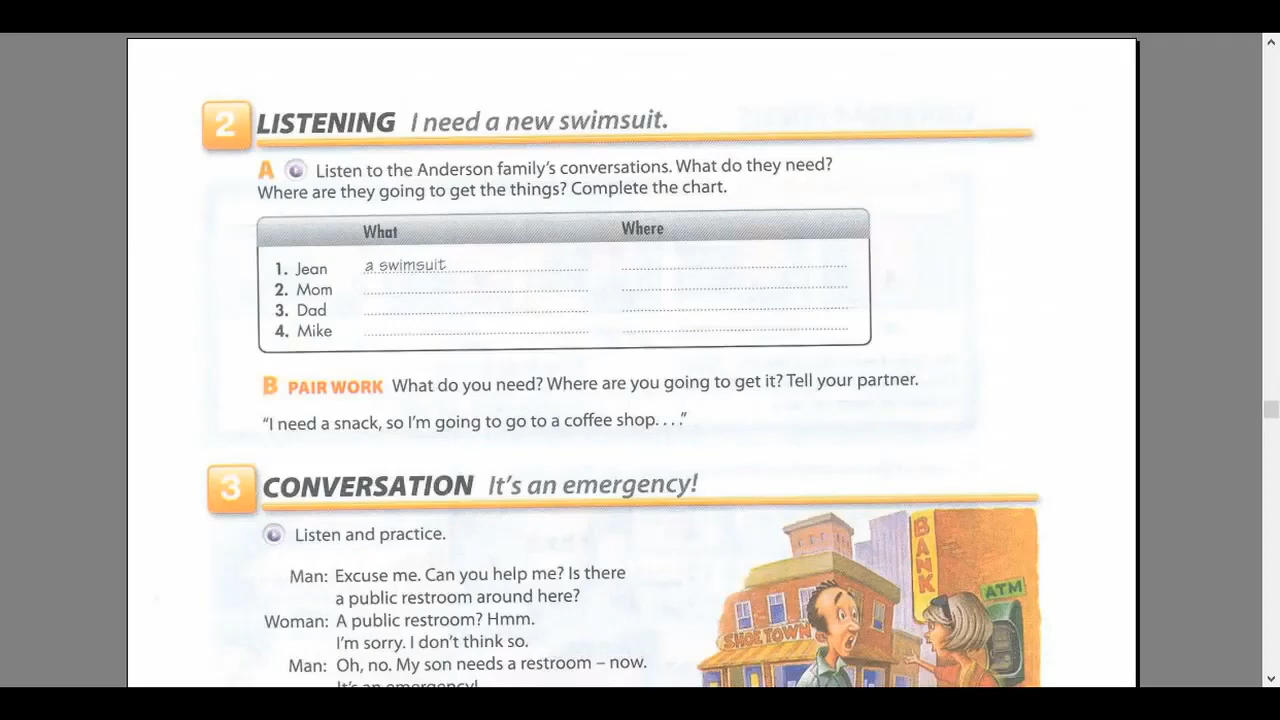 2 LISTENING I need a new swimsuit.
A Listen to the Anderson family's conversations. What do they need?
Where are they going to get the things? Complete the chart.
What Where
1. Jean a swimsuit
2. Mom
3. Dad
4. Mike
B PAIR WORK What do you need? Where are you going to get it? Tell your partner.
"I need a snack, so I'm going to go to a coffee shop. . . ."
3 CONVERSATION It's an emergency!
Listen and practice.
Man: Excuse me. Can you help me? Is there
a public restroom around here?
Woman: A public restroom? Hmm.
I'm sorry. I don't think so.
Man: Oh, no. My son needs a restroom – now.
It's an emergency!
BANK
ATM
SHOE TOWN